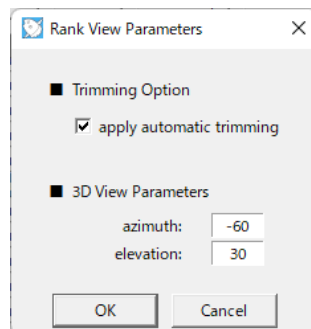 Rank View Parameters
■ Trimming Option
apply automatic trimming
■ 3D View Parameters
azimuth: -60
elevation: 30
OK Cancel